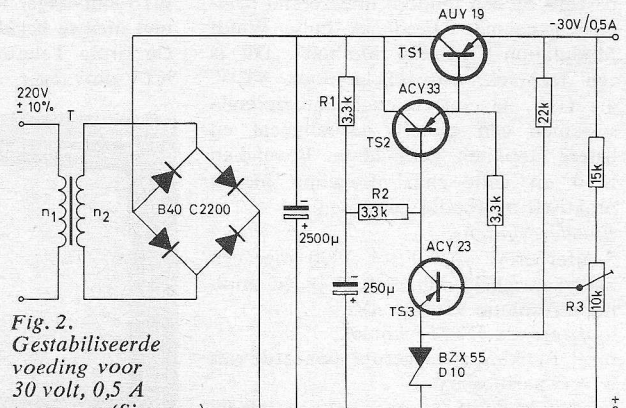 AUY 19
-30V/0,5A
TS1
220V
± 10%
T
R1
3,3k
ACY33
TS2
22k
15k
n1
n2
B40 C2200
R2
3,3k
3,3k
2500µ
ACY 23
250µ
TS3
R3
10k
BZX 55
D10
Fig. 2.
Gestabiliseerde
voeding voor
30 volt, 0,5 A